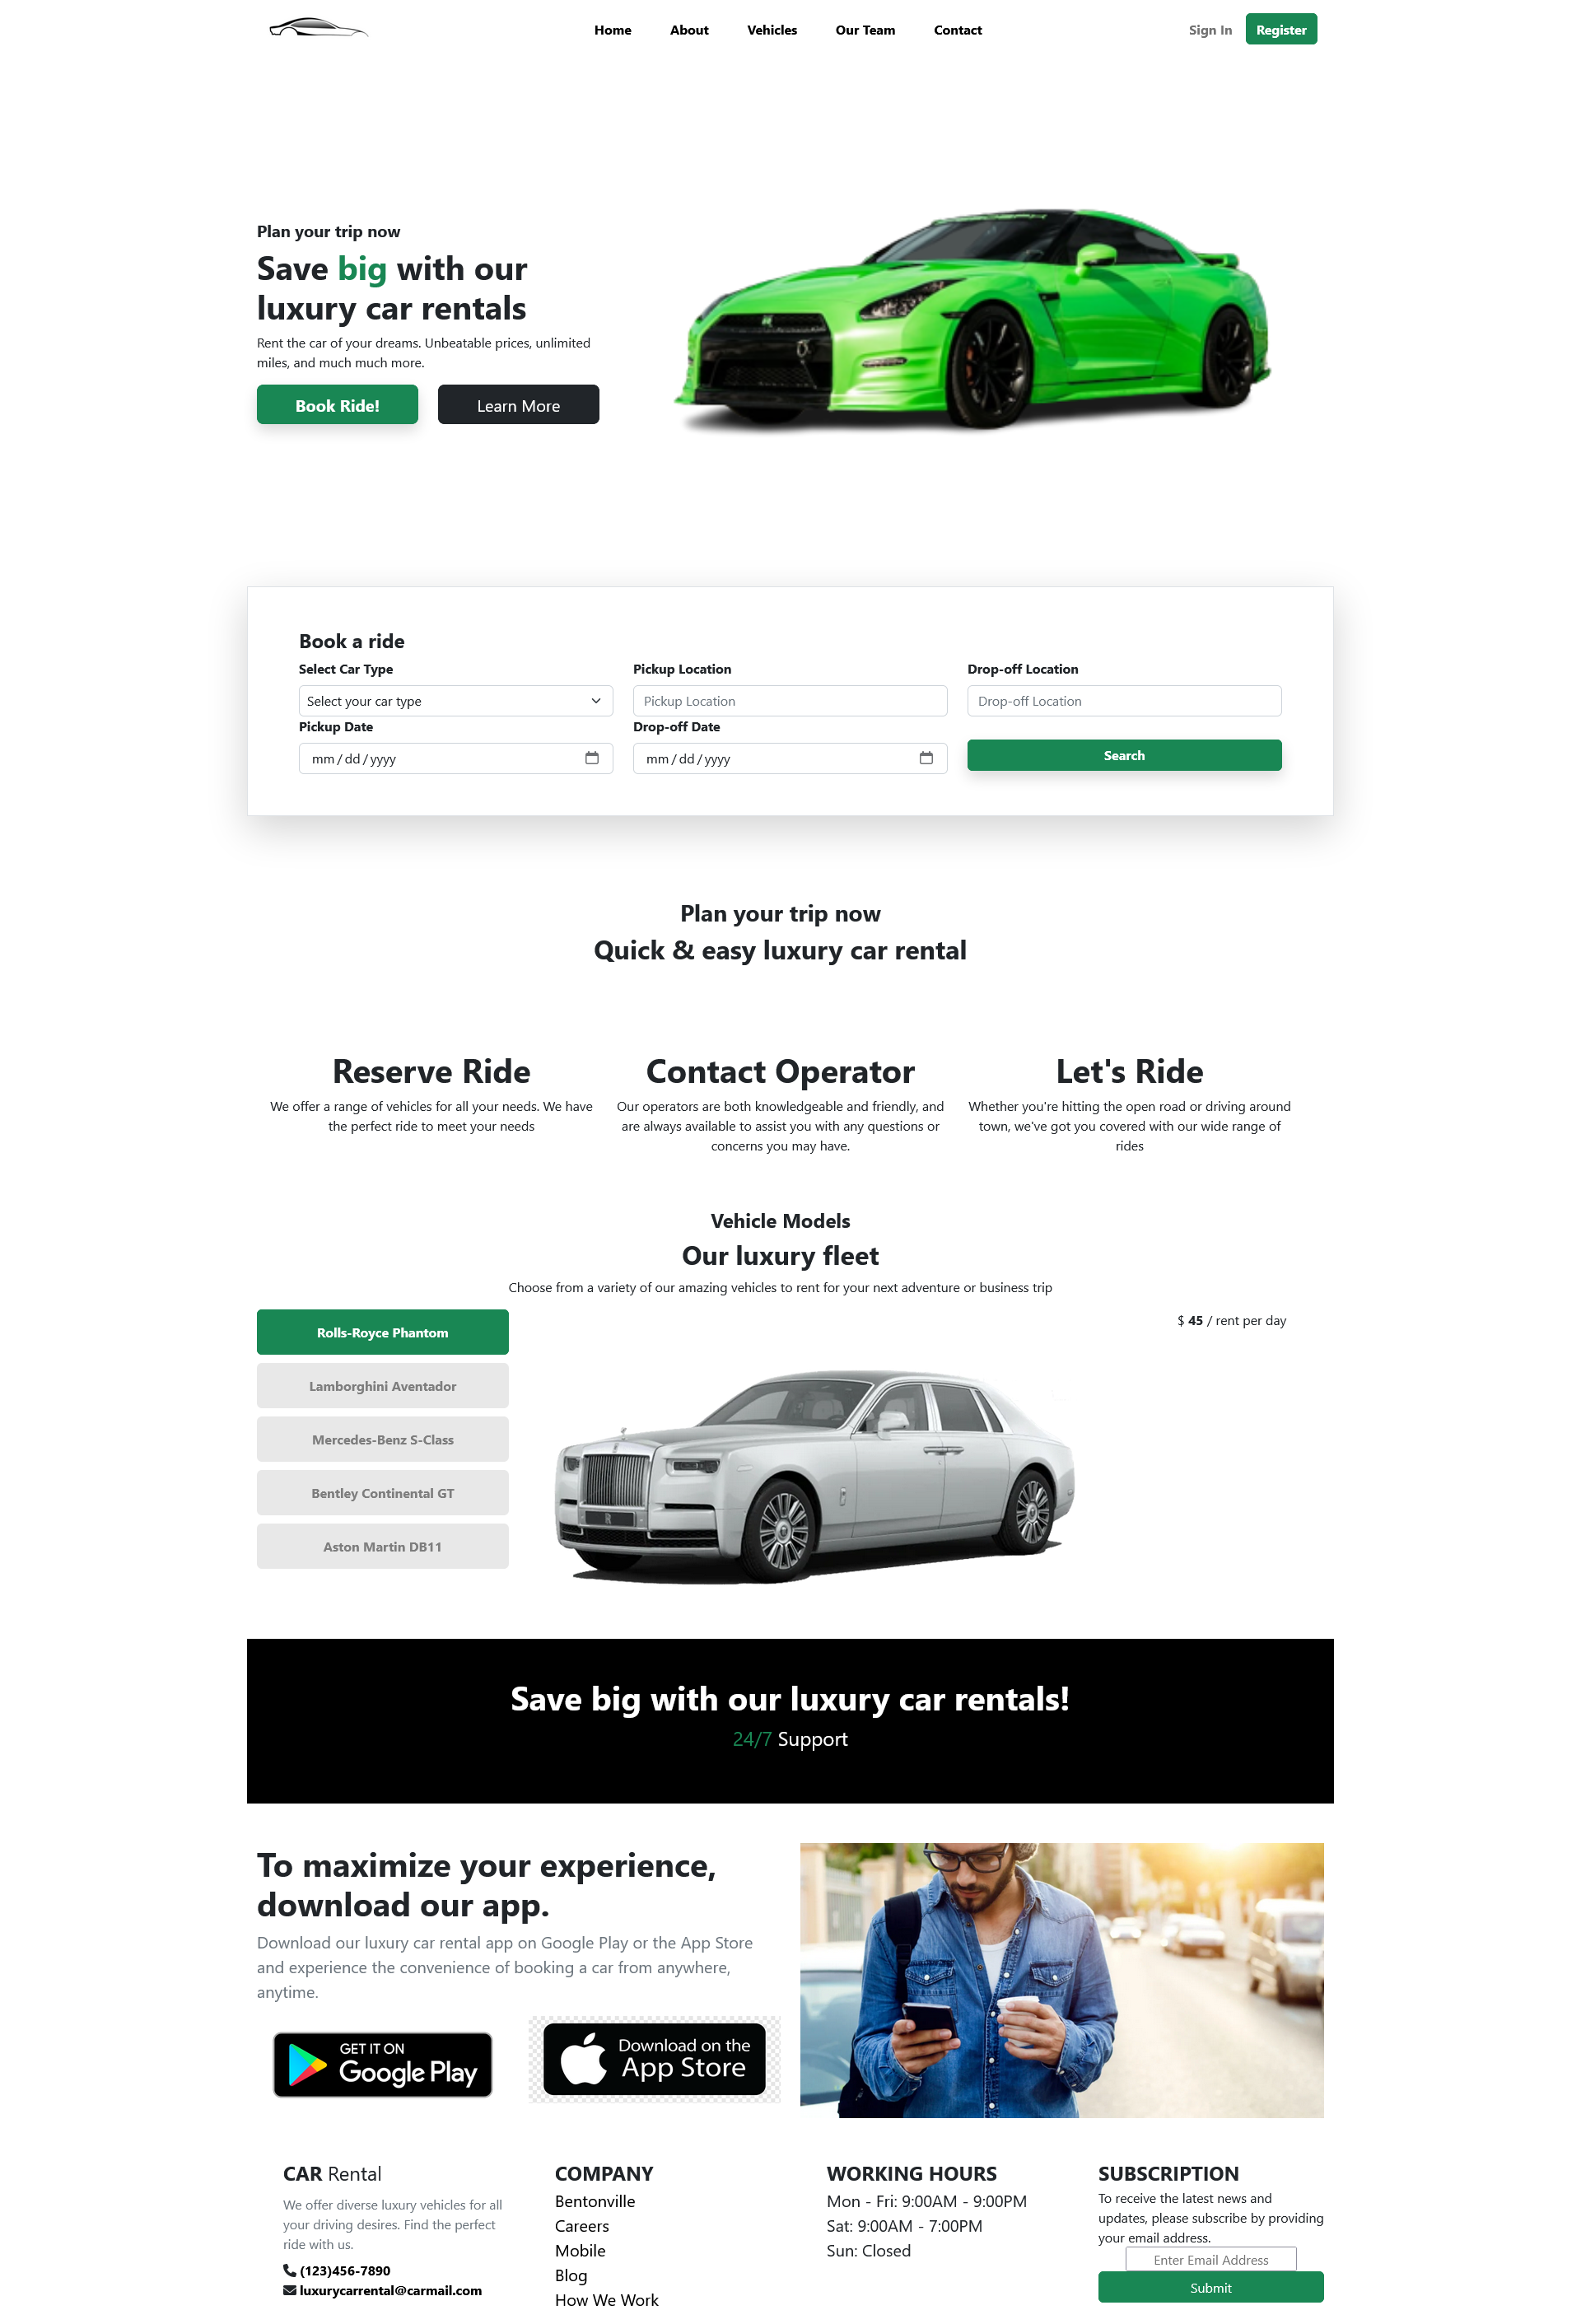 Home About Vehicles Our Team Contact Sign In Register
Plan your trip now
Save big with our
luxury car rentals
Rent the car of your dreams. Unbeatable prices, unlimited
miles, and much much more.
Book Ride! Learn More
Book a ride
Select Car Type Pickup Location Drop-off Location
Select your car type Pickup Location Drop-off Location
Pickup Date Drop-off Date
mm/dd/yyyy mm/dd/yyyy Search
Plan your trip now
Quick & easy luxury car rental
Reserve Ride
We offer a range of vehicles for all your needs. We have
the perfect ride to meet your needs
Contact Operator
Our operators are both knowledgeable and friendly, and
are always available to assist you with any questions or
concerns you may have.
Let's Ride
Whether you're hitting the open road or driving around
town, we've got you covered with our wide range of
rides
Vehicle Models
Our luxury fleet
Choose from a variety of our amazing vehicles to rent for your next adventure or business trip
Rolls-Royce Phantom
Lamborghini Aventador
Mercedes-Benz S-Class
Bentley Continental GT
Aston Martin DB11
$ 45 / rent per day
Save big with our luxury car rentals!
24/7 Support
To maximize your experience,
download our app.
Download our luxury car rental app on Google Play or the App Store
and experience the convenience of booking a car from anywhere,
anytime.
GET IT ON
Google Play
Download on the
App Store
CAR Rental
We offer diverse luxury vehicles for all
your driving desires. Find the perfect
ride with us.
(123)456-7890
luxurycarrental@carmail.com
COMPANY
Bentonville
Careers
Mobile
Blog
How We Work
WORKING HOURS
Mon - Fri: 9:00AM - 9:00PM
Sat: 9:00AM - 7:00PM
Sun: Closed
SUBSCRIPTION
To receive the latest news and
updates, please subscribe by providing
your email address.
Enter Email Address
Submit